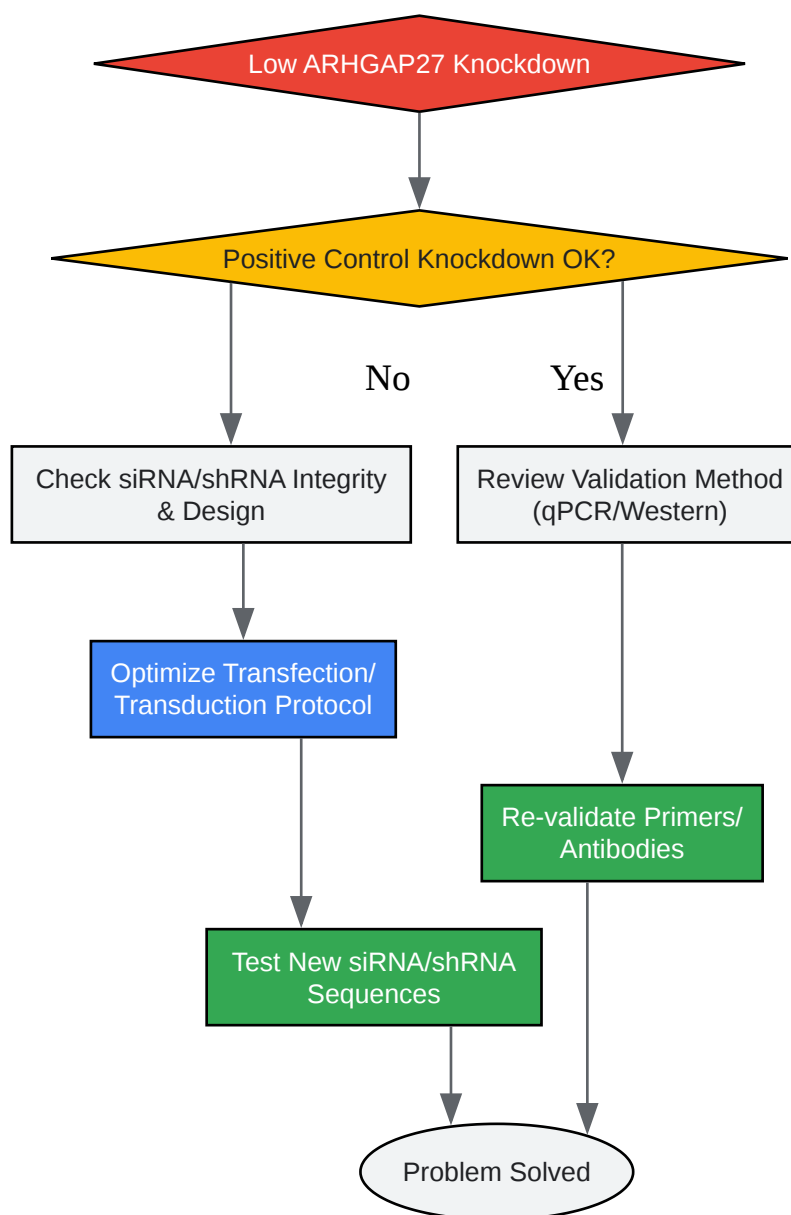 Low ARHGAP27 Knockdown
Positive Control Knockdown OK?
No
Yes
Check siRNA/shRNA Integrity
& Design
Review Validation Method
(qPCR/Western)
Optimize Transfection/
Transduction Protocol
Re-validate Primers/
Antibodies
Test New siRNA/shRNA
Sequences
Problem Solved